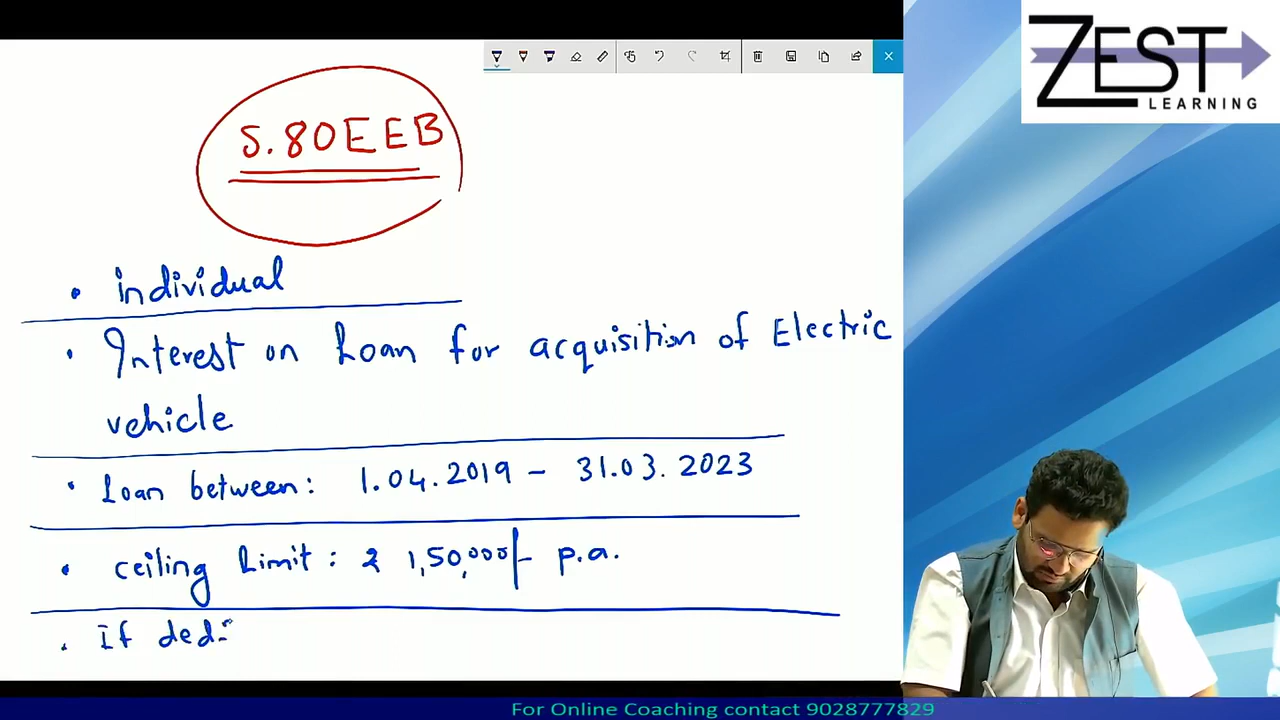 ZEST
LEARNING
S. 80EEB
• individual
• Interest on Loan for acquisition of Electric
vehicle
• Loan between: 1.04.2019 - 31.03.2023
• ceiling Limit: ₹ 1,50,000/- p.a.
• If ded
For Online Coaching contact 9028777829